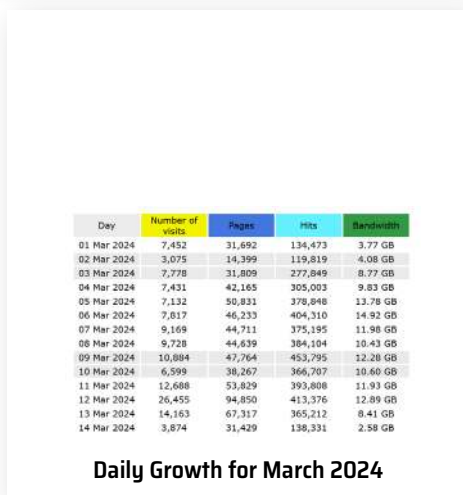 Day Number of visits Pages Hits Bandwidth
01 Mar 2024 7,452 31,692 134,473 3.77 GB
02 Mar 2024 3,075 14,399 119,819 4.08 GB
03 Mar 2024 7,778 31,809 277,849 8.77 GB
04 Mar 2024 7,431 42,165 305,003 9.83 GB
05 Mar 2024 7,132 50,831 378,848 13.78 GB
06 Mar 2024 7,817 46,233 404,310 14.92 GB
07 Mar 2024 9,169 44,711 375,195 11.98 GB
08 Mar 2024 9,728 44,639 384,104 10.43 GB
09 Mar 2024 10,884 47,764 453,795 12.28 GB
10 Mar 2024 6,599 38,267 366,707 10.60 GB
11 Mar 2024 12,688 53,829 393,808 11.93 GB
12 Mar 2024 26,455 94,850 413,376 12.89 GB
13 Mar 2024 14,163 67,317 365,212 8.41 GB
14 Mar 2024 3,874 31,429 138,331 2.58 GB
Daily Growth for March 2024